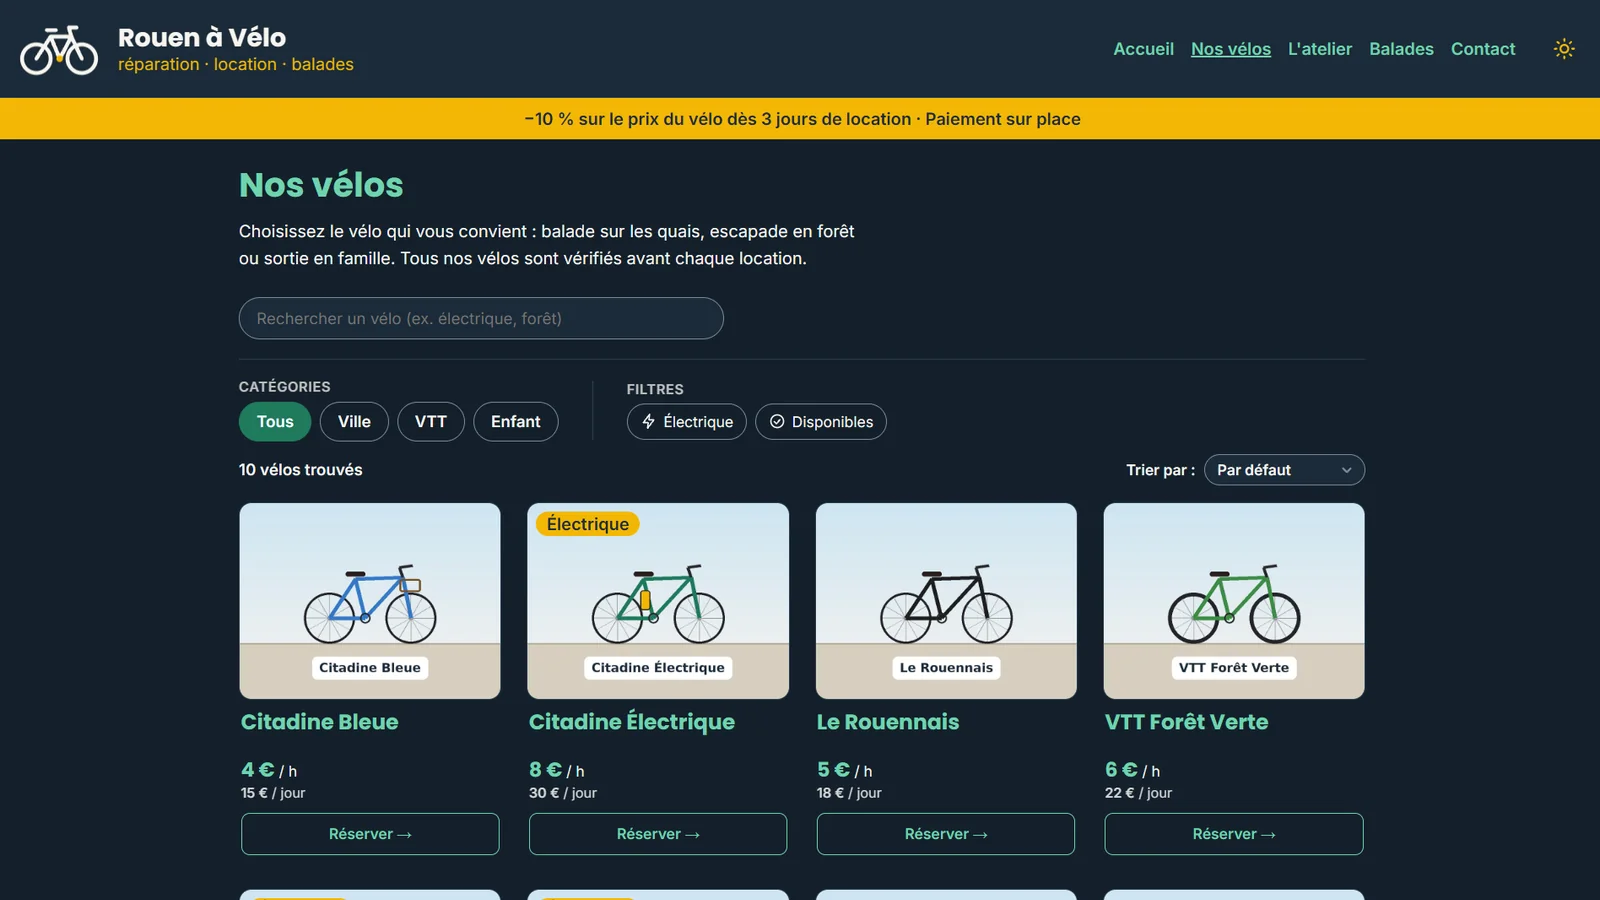 Rouen à Vélo
réparation · location · balades
Accueil Nos vélos L'atelier Balades Contact
−10 % sur le prix du vélo dès 3 jours de location · Paiement sur place
Nos vélos
Choisissez le vélo qui vous convient : balade sur les quais, escapade en forêt
ou sortie en famille. Tous nos vélos sont vérifiés avant chaque location.
Rechercher un vélo (ex. électrique, forêt)
CATÉGORIES
Tous Ville VTT Enfant
FILTRES
Électrique Disponibles
10 vélos trouvés
Trier par : Par défaut
Citadine Bleue
Citadine Bleue
4 € / h
15 € / jour
Réserver →
Électrique
Citadine Électrique
Citadine Électrique
8 € / h
30 € / jour
Réserver →
Le Rouennais
Le Rouennais
5 € / h
18 € / jour
Réserver →
VTT Forêt Verte
VTT Forêt Verte
6 € / h
22 € / jour
Réserver →